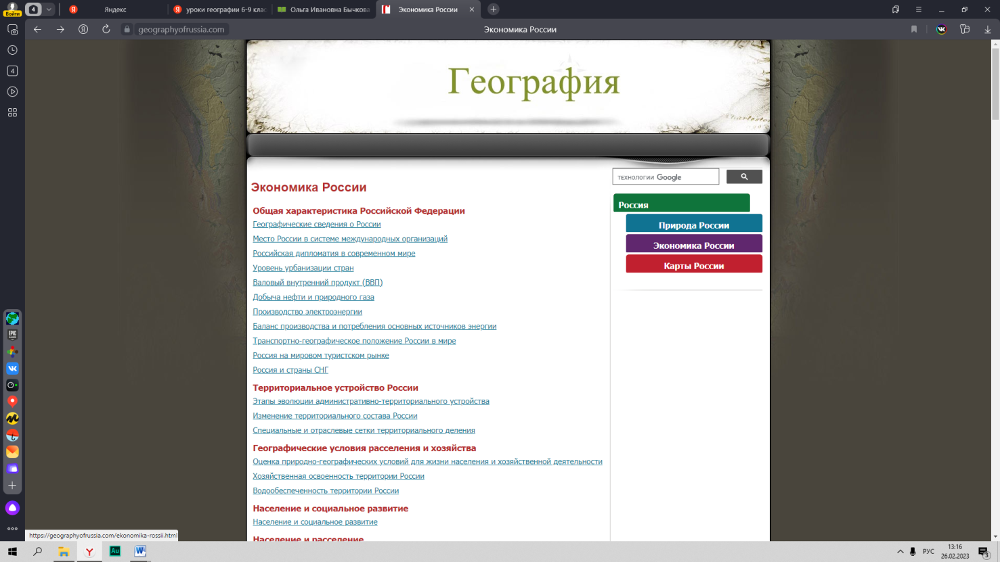 Войти
4
Яндекс
уроки географии 6-9 клас
Ольга Ивановна Бычкова
Экономика России
geographyofrussia.com
Экономика России
4
География
технологии Google
Экономика России
Россия
Общая характеристика Российской Федерации
Географические сведения о России
Природа России
Место России в системе международных организаций
Экономика России
Российская дипломатия в современном мире
Карты России
Уровень урбанизации стран
Валовый внутренний продукт (ВВП)
Добыча нефти и природного газа
Производство электроэнергии
Баланс производства и потребления основных источников энергии
Транспортно-географическое положение России в мире
Россия на мировом туристском рынке
Россия и страны СНГ
Территориальное устройство России
Этапы эволюции административно-территориального устройства
Изменение территориального состава России
Специальные и отраслевые сетки территориального деления
Географические условия расселения и хозяйства
Оценка природно-географических условий для жизни населения и хозяйственной деятельности
Хозяйственная освоенность территории России
Водообеспеченность территории России
Население и социальное развитие
Население и социальное развитие
Население и расселение
EPIC
https://geographyofrussia.com/ekonomika-rossii.html
Au
W
РУС
13:16
26.02.2023
3